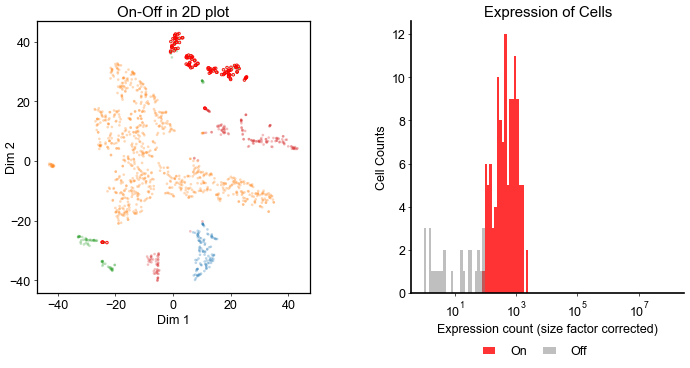 On-Off in 2D plot
40
20
0
−20
−40
Dim 2
−40 −20 0 20 40
Dim 1
Expression of Cells
12
10
8
6
4
2
0
Cell Counts
10^1 10^3 10^5 10^7
Expression count (size factor corrected)
On Off